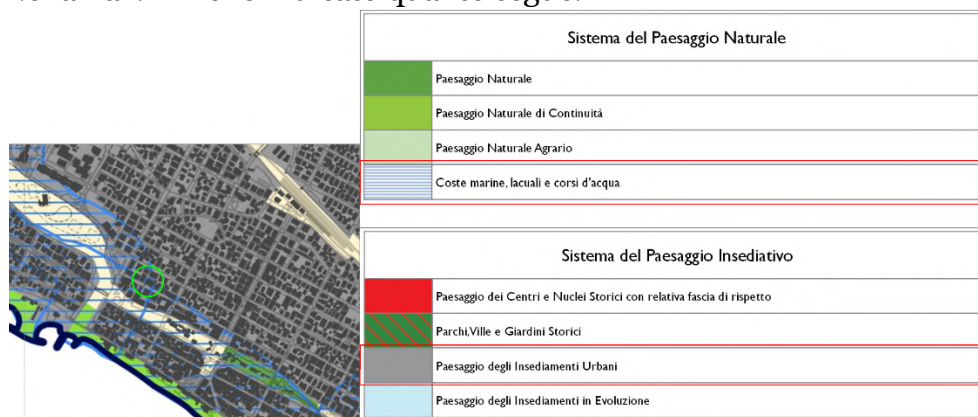 Sistema del Paesaggio Naturale
Paesaggio Naturale
Paesaggio Naturale di Continuità
Paesaggio Naturale Agrario
Coste marine, lacuali e corsi d'acqua
Sistema del Paesaggio Insediativo
Paesaggio dei Centri e Nuclei Storici con relativa fascia di rispetto
Parchi,Ville e Giardini Storici
Paesaggio degli Insediamenti Urbani
Paesaggio degli Insediamenti in Evoluzione